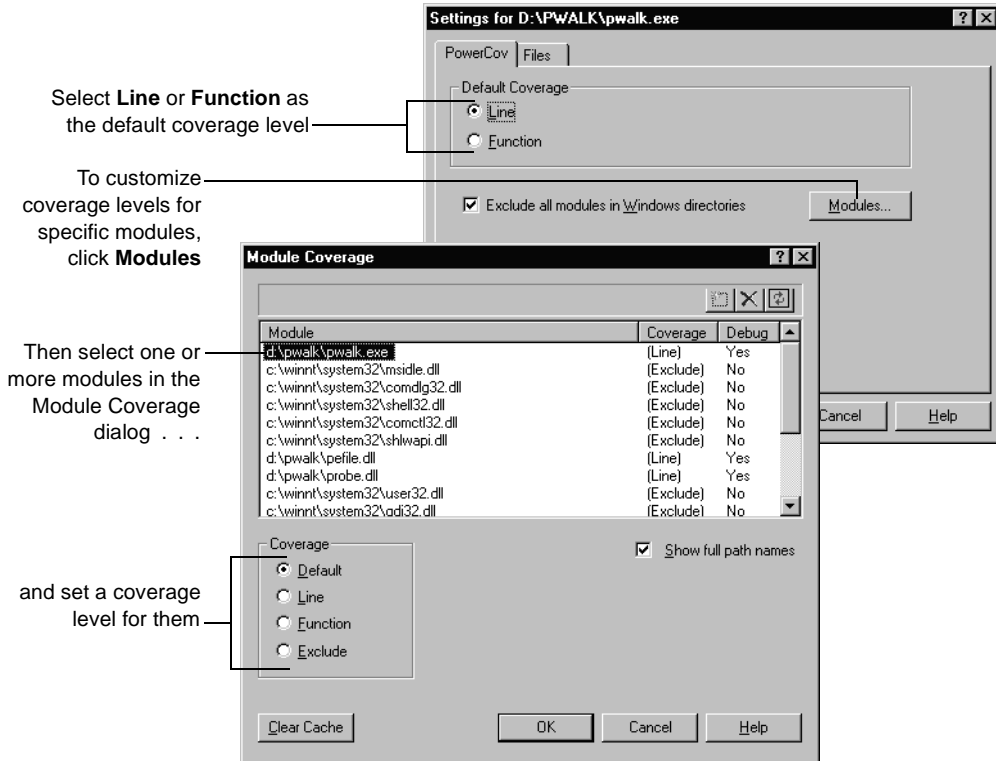 Settings for D:\PWALK\pwalk.exe
PowerCov
Files
Default Coverage
Line
Function
Select Line or Function as
the default coverage level
To customize
coverage levels for
specific modules,
click Modules
Exclude all modules in Windows directories
Modules...
Cancel
Help
Module Coverage
Module Coverage Debug
d:\pwalk\pwalk.exe (Line) Yes
c:\winnt\system32\msidle.dll (Exclude) No
c:\winnt\system32\comdlg32.dll (Exclude) No
c:\winnt\system32\shell32.dll (Exclude) No
c:\winnt\system32\comctl32.dll (Exclude) No
c:\winnt\system32\shlwapi.dll (Exclude) No
d:\pwalk\pefile.dll (Line) Yes
d:\pwalk\probe.dll (Line) Yes
c:\winnt\system32\user32.dll (Exclude) No
c:\winnt\system32\gdi32.dll (Exclude) No
Then select one or
more modules in the
Module Coverage
dialog . . .
Coverage
Default
Line
Function
Exclude
Show full path names
and set a coverage
level for them
Clear Cache
OK
Cancel
Help